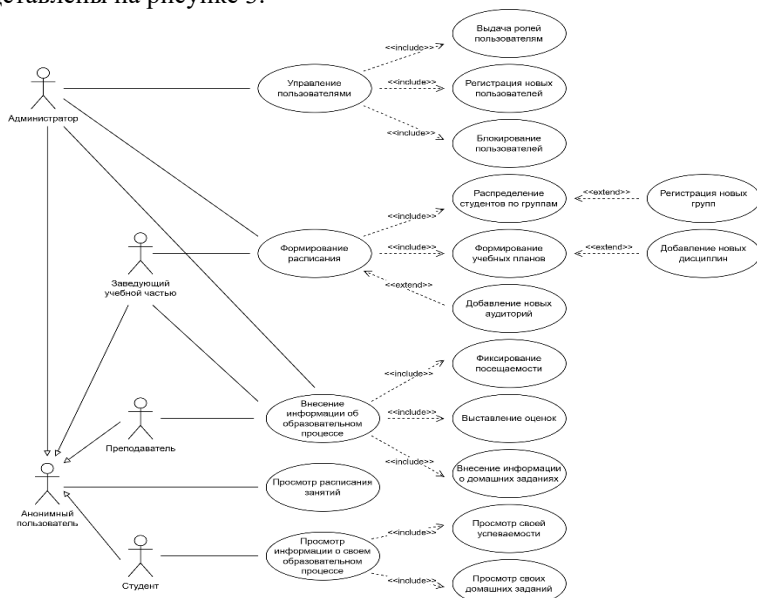 дставлены на рисунке 3.
Выдача ролей
пользователям
<<include>>
Управление
пользователями
<<include>>
Регистрация новых
пользователей
Администратор
<<include>>
Блокирование
пользователей
Распределение
студентов по группам
<<extend>>
Регистрация новых
групп
<<include>>
Формирование
расписания
<<include>>
Формирование
учебных планов
<<extend>>
Добавление новых
дисциплин
Заведующий
учебной частью
<<extend>>
Добавление новых
аудиторий
Фиксирование
посещаемости
<<include>>
Внесение
информации об
образовательном
процессе
<<include>>
Выставление оценок
Преподаватель
<<include>>
Внесение информации
о домашних заданиях
Просмотр расписания
занятий
Анонимный
пользователь
Просмотр своей
успеваемости
<<include>>
Просмотр
информации о своем
образовательном
процессе
<<include>>
Просмотр своих
домашних заданий
Студент